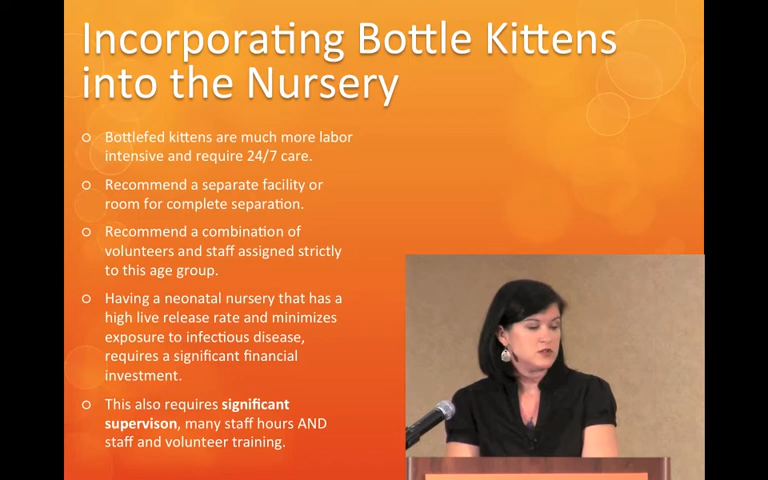 Incorporating Bottle Kittens
into the Nursery
Bottlefed kittens are much more labor
intensive and require 24/7 care.
Recommend a separate facility or
room for complete separation.
Recommend a combination of
volunteers and staff assigned strictly
to this age group.
Having a neonatal nursery that has a
high live release rate and minimizes
exposure to infectious disease,
requires a significant financial
investment.
This also requires significant
supervison, many staff hours AND
staff and volunteer training.